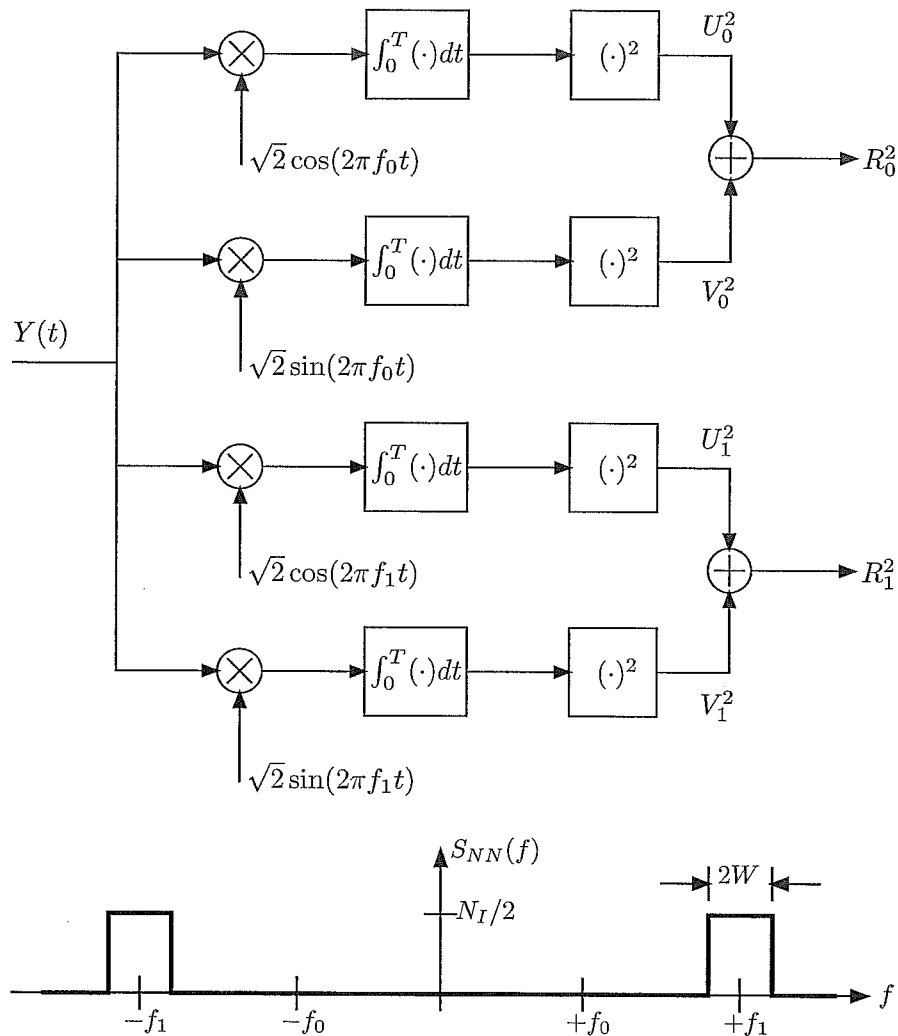 U_0^2
∫_0^T (·)dt
(·)^2
√2 cos(2πf_0t)
R_0^2
∫_0^T (·)dt
(·)^2
V_0^2
Y(t)
√2 sin(2πf_0t)
U_1^2
∫_0^T (·)dt
(·)^2
√2 cos(2πf_1t)
R_1^2
∫_0^T (·)dt
(·)^2
V_1^2
√2 sin(2πf_1t)
S_{NN}(f)
2W
N_I/2
f
−f_1
−f_0
+f_0
+f_1